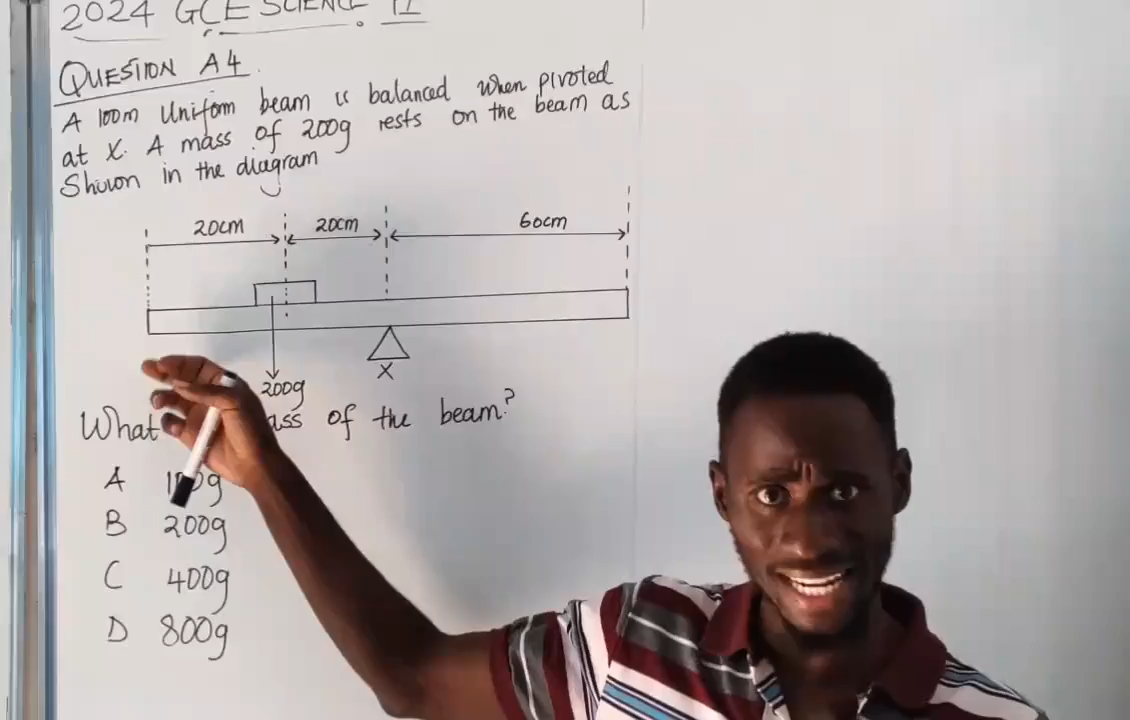 2024 GCE SCIENCE II
QUESTION A4
A 100m Uniform beam is balanced when pivoted
at X. A mass of 200g rests on the beam as
Shown in the diagram
20cm 20cm 60cm
X
200g
What of the beam?
A
B 200g
C 400g
D 800g